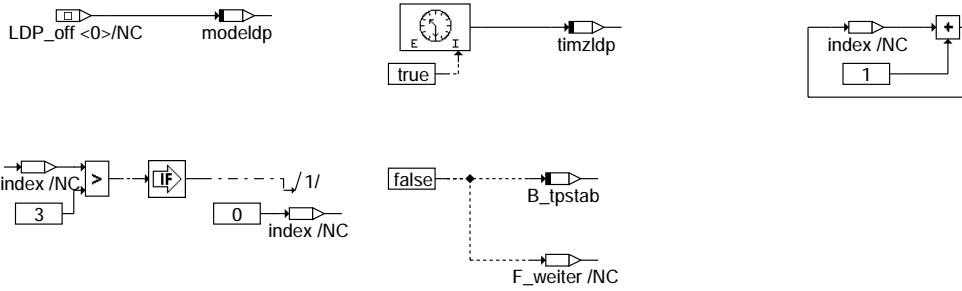 LDP_off <0>/NC
modeldp
E I
timzldp
true
index /NC
+
1
index /NC
>
IF
/1/
3
0
index /NC
false
B_tpstab
F_weiter /NC